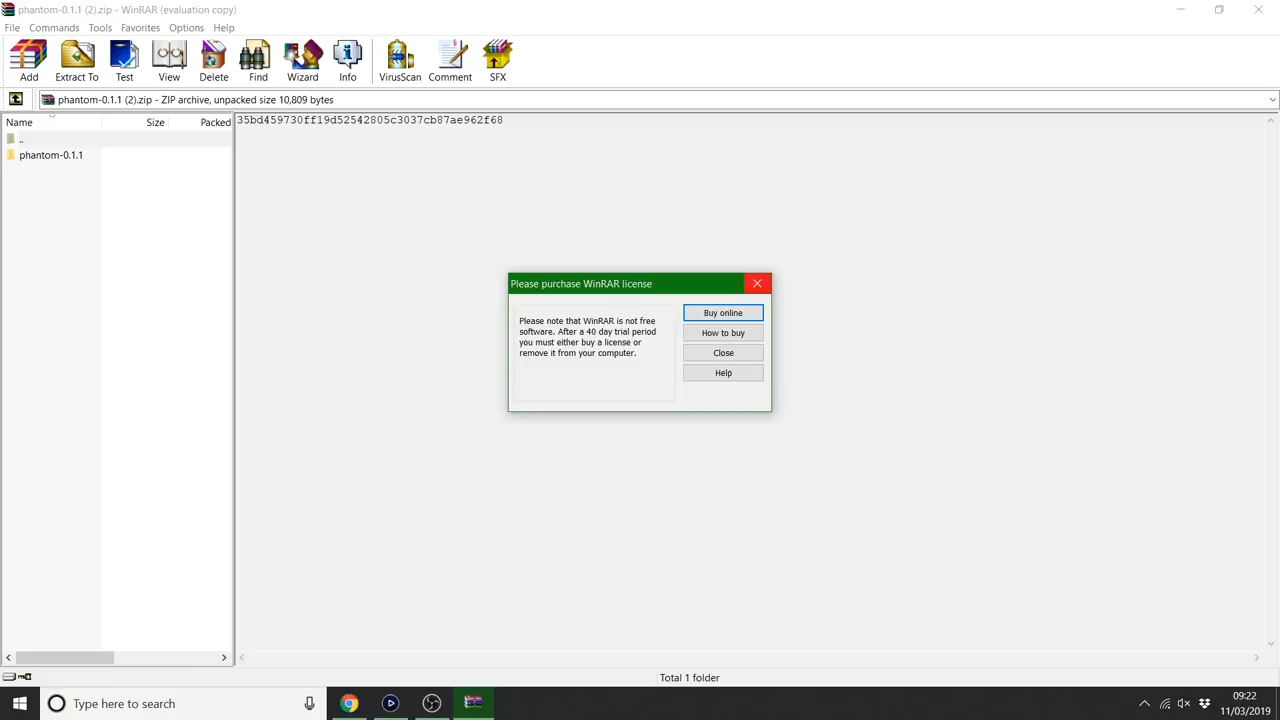 phantom-0.1.1 (2).zip - WinRAR (evaluation copy)
File Commands Tools Favorites Options Help
Add Extract To Test View Delete Find Wizard Info VirusScan Comment SFX
phantom-0.1.1 (2).zip - ZIP archive, unpacked size 10,809 bytes
Name Size Packed
35bd459730ff19d52542805c3037cb87ae962f68
..
phantom-0.1.1
Please purchase WinRAR license
Please note that WinRAR is not free
software. After a 40 day trial period
you must either buy a license or
remove it from your computer.
Buy online
How to buy
Close
Help
Total 1 folder
Type here to search
09:22
11/03/2019